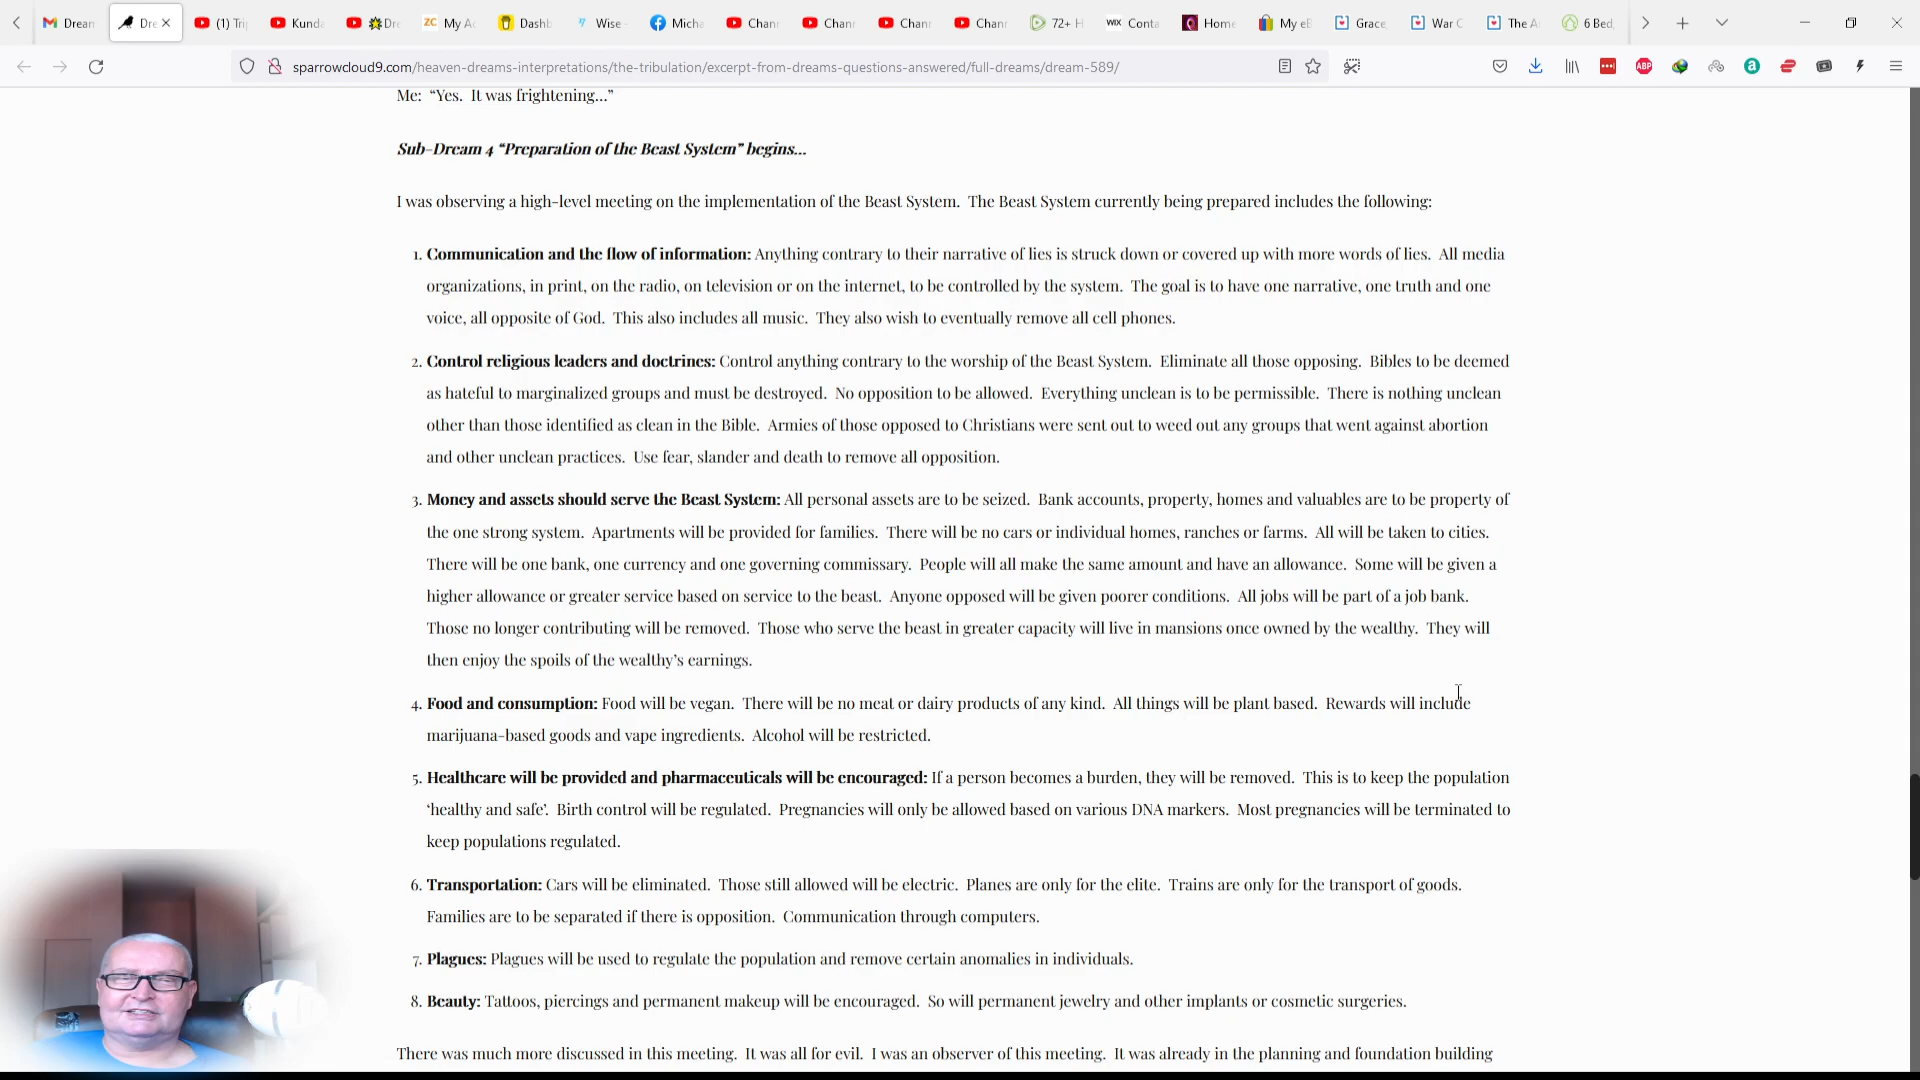 Dream
Dre
(1) Tri
Kunda
Dre
My Ac
Dashb
Wise
Micha
Chann
Chann
Chann
Chann
72+ H
WIX Conta
Home
My eB
Grace,
War C
The A
6 Bed,
sparrowcloud9.com/heaven-dreams-interpretations/the-tribulation/excerpt-from-dreams-questions-answered/full-dreams/dream-589/
Me: “Yes. It was frightening…”
Sub-Dream 4 “Preparation of the Beast System” begins…
I was observing a high-level meeting on the implementation of the Beast System. The Beast System currently being prepared includes the following:
1. Communication and the flow of information: Anything contrary to their narrative of lies is struck down or covered up with more words of lies. All media
organizations, in print, on the radio, on television or on the internet, to be controlled by the system. The goal is to have one narrative, one truth and one
voice, all opposite of God. This also includes all music. They also wish to eventually remove all cell phones.
2. Control religious leaders and doctrines: Control anything contrary to the worship of the Beast System. Eliminate all those opposing. Bibles to be deemed
as hateful to marginalized groups and must be destroyed. No opposition to be allowed. Everything unclean is to be permissible. There is nothing unclean
other than those identified as clean in the Bible. Armies of those opposed to Christians were sent out to weed out any groups that went against abortion
and other unclean practices. Use fear, slander and death to remove all opposition.
3. Money and assets should serve the Beast System: All personal assets are to be seized. Bank accounts, property, homes and valuables are to be property of
the one strong system. Apartments will be provided for families. There will be no cars or individual homes, ranches or farms. All will be taken to cities.
There will be one bank, one currency and one governing commissary. People will all make the same amount and have an allowance. Some will be given a
higher allowance or greater service based on service to the beast. Anyone opposed will be given poorer conditions. All jobs will be part of a job bank.
Those no longer contributing will be removed. Those who serve the beast in greater capacity will live in mansions once owned by the wealthy. They will
then enjoy the spoils of the wealthy’s earnings.
4. Food and consumption: Food will be vegan. There will be no meat or dairy products of any kind. All things will be plant based. Rewards will include
marijuana-based goods and vape ingredients. Alcohol will be restricted.
5. Healthcare will be provided and pharmaceuticals will be encouraged: If a person becomes a burden, they will be removed. This is to keep the population
‘healthy and safe’. Birth control will be regulated. Pregnancies will only be allowed based on various DNA markers. Most pregnancies will be terminated to
keep populations regulated.
6. Transportation: Cars will be eliminated. Those still allowed will be electric. Planes are only for the elite. Trains are only for the transport of goods.
Families are to be separated if there is opposition. Communication through computers.
7. Plagues: Plagues will be used to regulate the population and remove certain anomalies in individuals.
8. Beauty: Tattoos, piercings and permanent makeup will be encouraged. So will permanent jewelry and other implants or cosmetic surgeries.
There was much more discussed in this meeting. It was all for evil. I was an observer of this meeting. It was already in the planning and foundation building